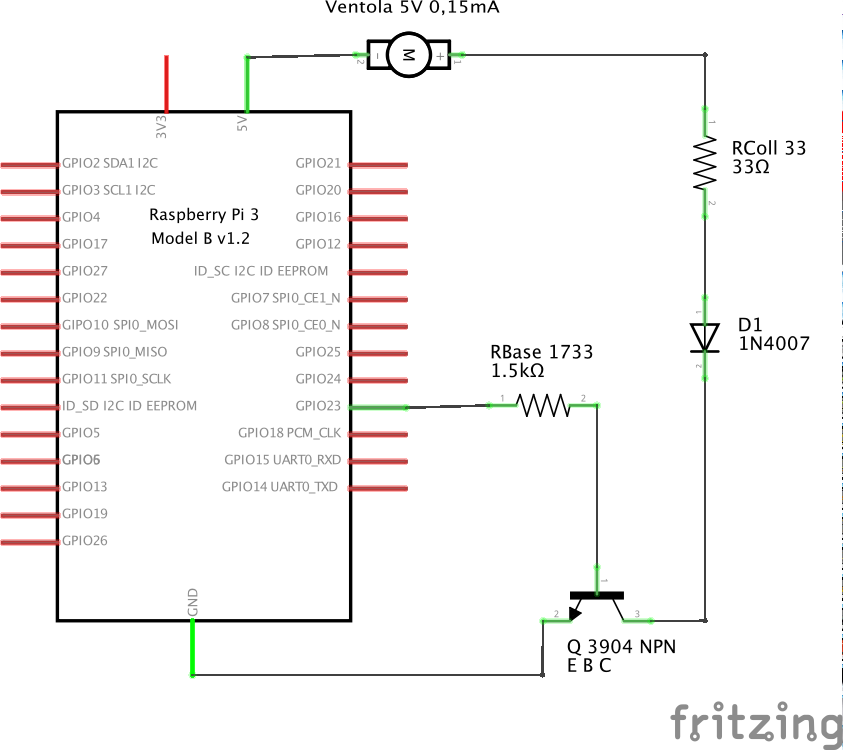 Ventola 5V 0,15mA
M
-
+
2
1
3V3
5V
1
RColl 33
33Ω
2
GPIO2 SDA1 I2C
GPIO21
GPIO3 SCL1 I2C
GPIO20
GPIO4
Raspberry Pi 3
GPIO16
GPIO17
Model B v1.2
GPIO12
GPIO27
ID_SC I2C ID EEPROM
GPIO22
GPIO7 SPI0_CE1_N
GIPO10 SPI0_MOSI
GPIO8 SPI0_CE0_N
1
D1
1N4007
2
GPIO9 SPI0_MISO
GPIO25
RBase 1733
1.5kΩ
GPIO11 SPI0_SCLK
GPIO24
ID_SD I2C ID EEPROM
GPIO23
1
2
GPIO5
GPIO18 PCM_CLK
GPIO6
GPIO15 UART0_RXD
GPIO13
GPIO14 UART0_TXD
GPIO19
GPIO26
GND
1
2
3
Q 3904 NPN
E B C
fritzing